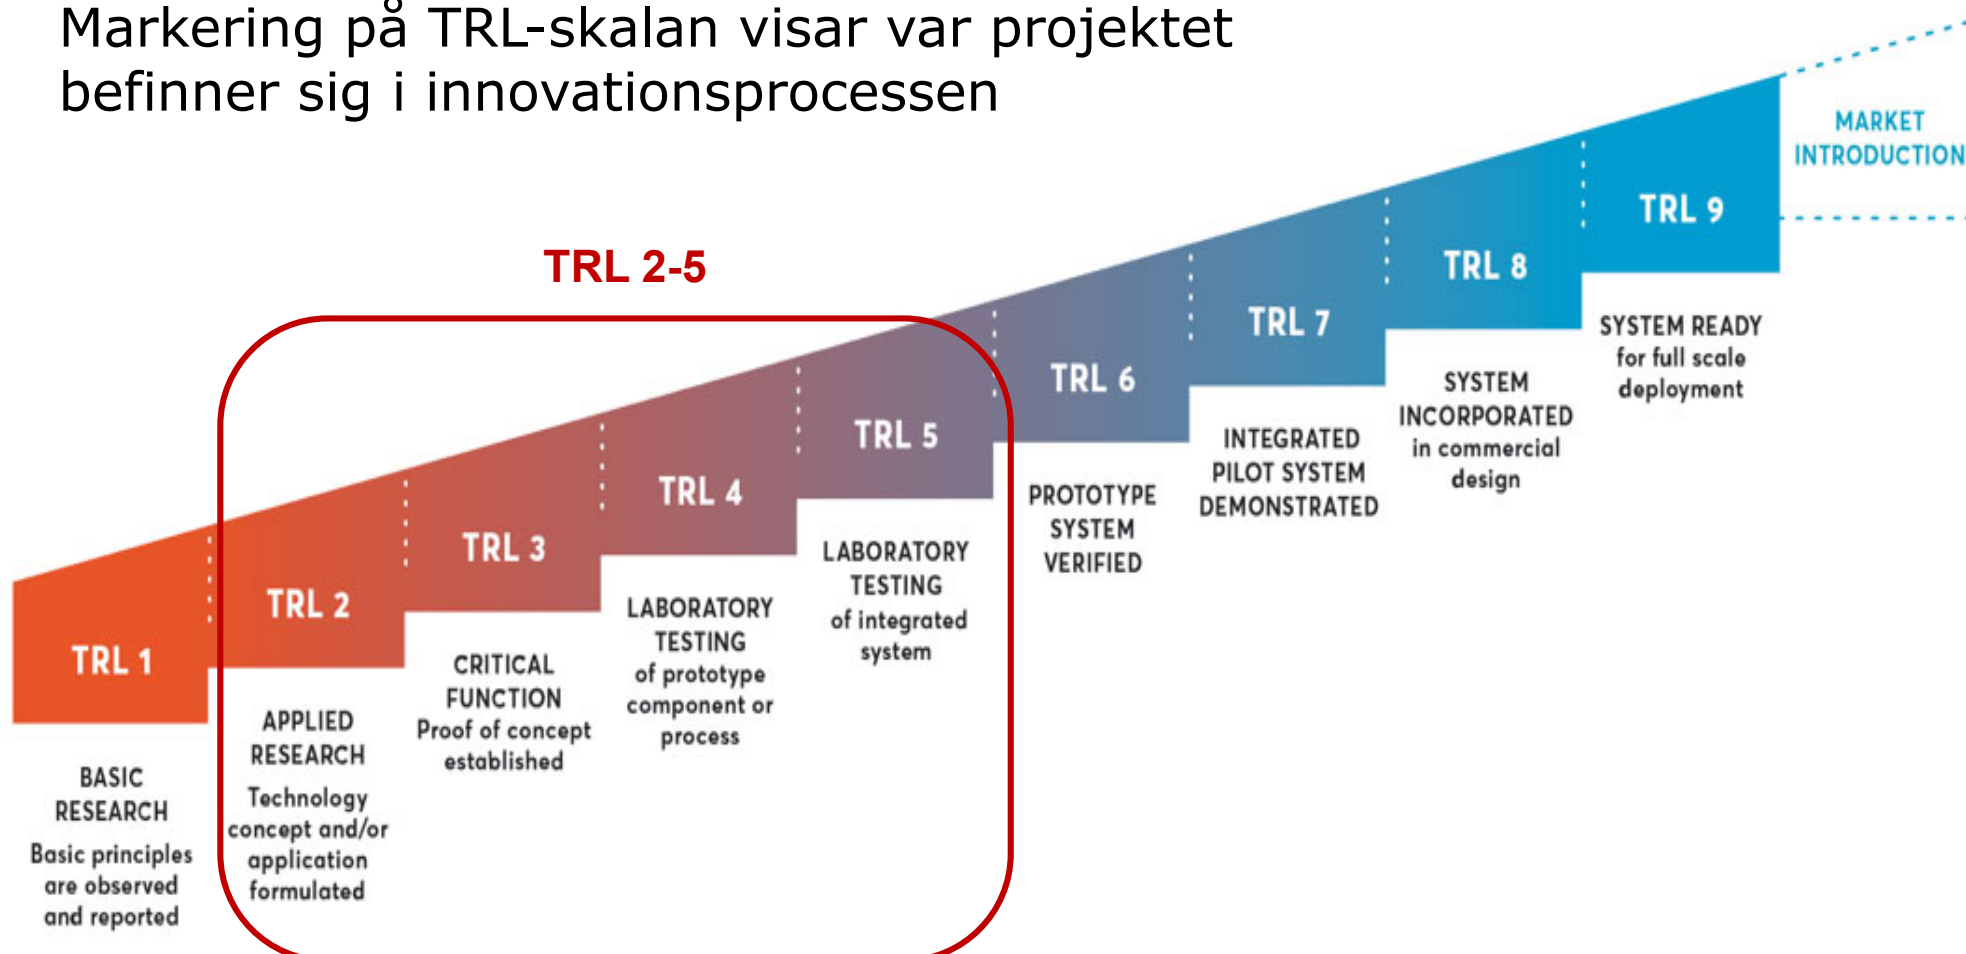 Markering på TRL-skalan visar var projektet
befinner sig i innovationsprocessen
TRL 2-5
TRL 1
BASIC
RESEARCH
Basic principles
are observed
and reported
TRL 2
APPLIED
RESEARCH
Technology
concept and/or
application
formulated
TRL 3
CRITICAL
FUNCTION
Proof of concept
established
TRL 4
LABORATORY
TESTING
of prototype
component or
process
TRL 5
LABORATORY
TESTING
of integrated
system
TRL 6
PROTOTYPE
SYSTEM
VERIFIED
TRL 7
INTEGRATED
PILOT SYSTEM
DEMONSTRATED
TRL 8
SYSTEM
INCORPORATED
in commercial
design
TRL 9
SYSTEM READY
for full scale
deployment
MARKET
INTRODUCTION